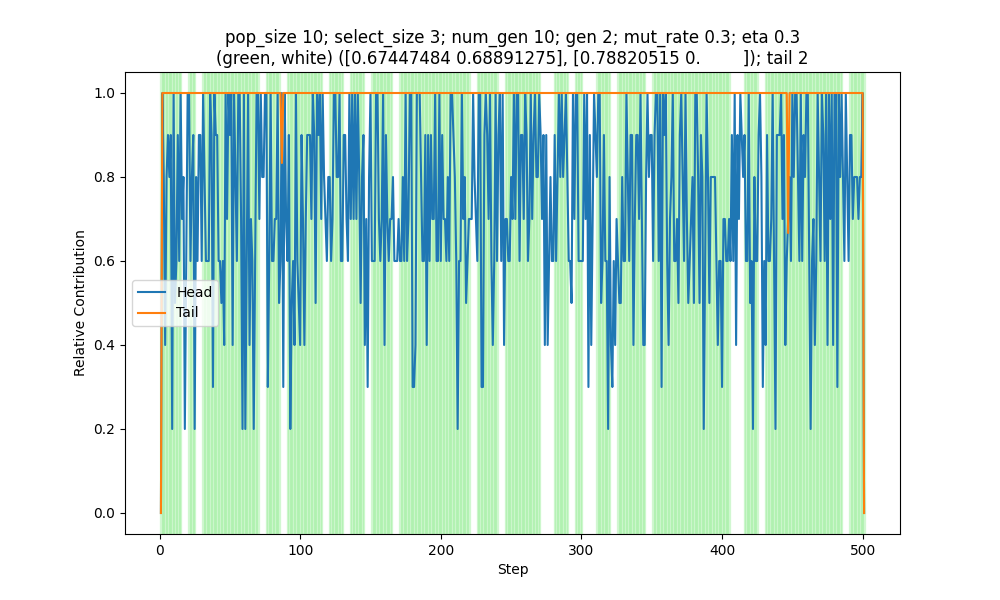 pop_size 10; select_size 3; num_gen 10; gen 2; mut_rate 0.3; eta 0.3
(green, white) ([0.67447484 0.68891275], [0.78820515 0.        ]); tail 2
1.0
0.8
0.6
0.4
0.2
0.0
Relative Contribution
Head
Tail
0
100
200
300
400
500
Step